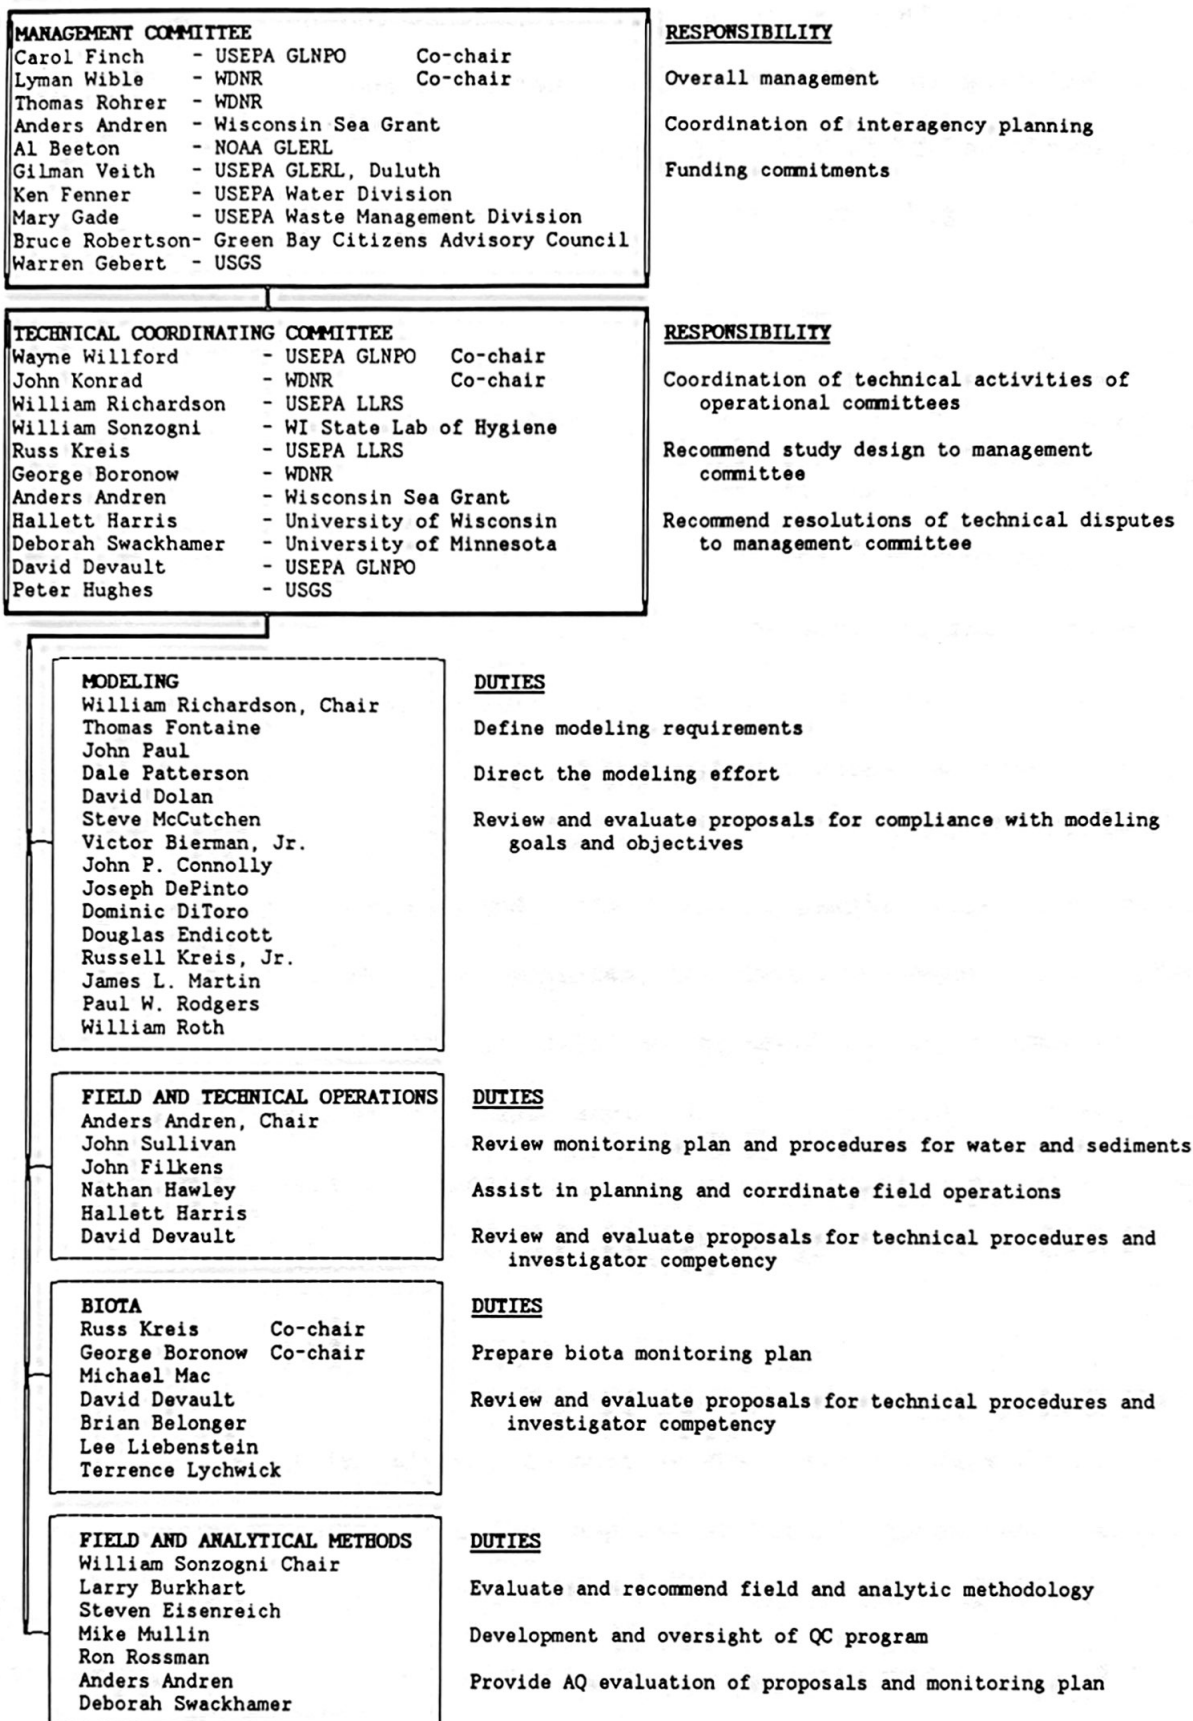 MANAGEMENT COMMITTEE
Carol Finch - USEPA GLNPO Co-chair
Lyman Wible - WDNR Co-chair
Thomas Rohrer - WDNR
Anders Andren - Wisconsin Sea Grant
Al Beeton - NOAA GLERL
Gilman Veith - USEPA GLERL, Duluth
Ken Fenner - USEPA Water Division
Mary Gade - USEPA Waste Management Division
Bruce Robertson- Green Bay Citizens Advisory Council
Warren Gebert - USGS
RESPONSIBILITY
Overall management
Coordination of interagency planning
Funding commitments
TECHNICAL COORDINATING COMMITTEE
Wayne Willford - USEPA GLNPO Co-chair
John Konrad - WDNR Co-chair
William Richardson - USEPA LLRS
William Sonzogni - WI State Lab of Hygiene
Russ Kreis - USEPA LLRS
George Boronow - WDNR
Anders Andren - Wisconsin Sea Grant
Hallett Harris - University of Wisconsin
Deborah Swackhamer - University of Minnesota
David Devault - USEPA GLNPO
Peter Hughes - USGS
RESPONSIBILITY
Coordination of technical activities of
operational committees
Recommend study design to management
committee
Recommend resolutions of technical disputes
to management committee
MODELING
William Richardson, Chair
Thomas Fontaine
John Paul
Dale Patterson
David Dolan
Steve McCutchen
Victor Bierman, Jr.
John P. Connolly
Joseph DePinto
Dominic DiToro
Douglas Endicott
Russell Kreis, Jr.
James L. Martin
Paul W. Rodgers
William Roth
DUTIES
Define modeling requirements
Direct the modeling effort
Review and evaluate proposals for compliance with modeling
goals and objectives
FIELD AND TECHNICAL OPERATIONS
Anders Andren, Chair
John Sullivan
John Filkens
Nathan Hawley
Hallett Harris
David Devault
DUTIES
Review monitoring plan and procedures for water and sediments
Assist in planning and corrdinate field operations
Review and evaluate proposals for technical procedures and
investigator competency
BIOTA
Russ Kreis Co-chair
George Boronow Co-chair
Michael Mac
David Devault
Brian Belonger
Lee Liebenstein
Terrence Lychwick
DUTIES
Prepare biota monitoring plan
Review and evaluate proposals for technical procedures and
investigator competency
FIELD AND ANALYTICAL METHODS
William Sonzogni Chair
Larry Burkhart
Steven Eisenreich
Mike Mullin
Ron Rossman
Anders Andren
Deborah Swackhamer
DUTIES
Evaluate and recommend field and analytic methodology
Development and oversight of QC program
Provide AQ evaluation of proposals and monitoring plan